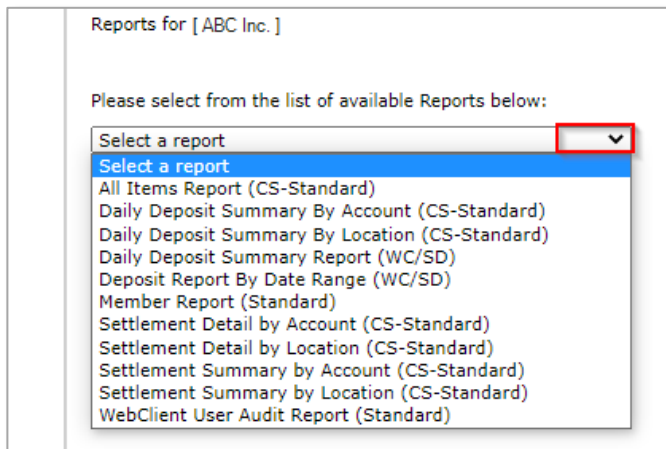 Reports for [ ABC Inc. ]
Please select from the list of available Reports below:
Select a report
Select a report
All Items Report (CS-Standard)
Daily Deposit Summary By Account (CS-Standard)
Daily Deposit Summary By Location (CS-Standard)
Daily Deposit Summary Report (WC/SD)
Deposit Report By Date Range (WC/SD)
Member Report (Standard)
Settlement Detail by Account (CS-Standard)
Settlement Detail by Location (CS-Standard)
Settlement Summary by Account (CS-Standard)
Settlement Summary by Location (CS-Standard)
WebClient User Audit Report (Standard)